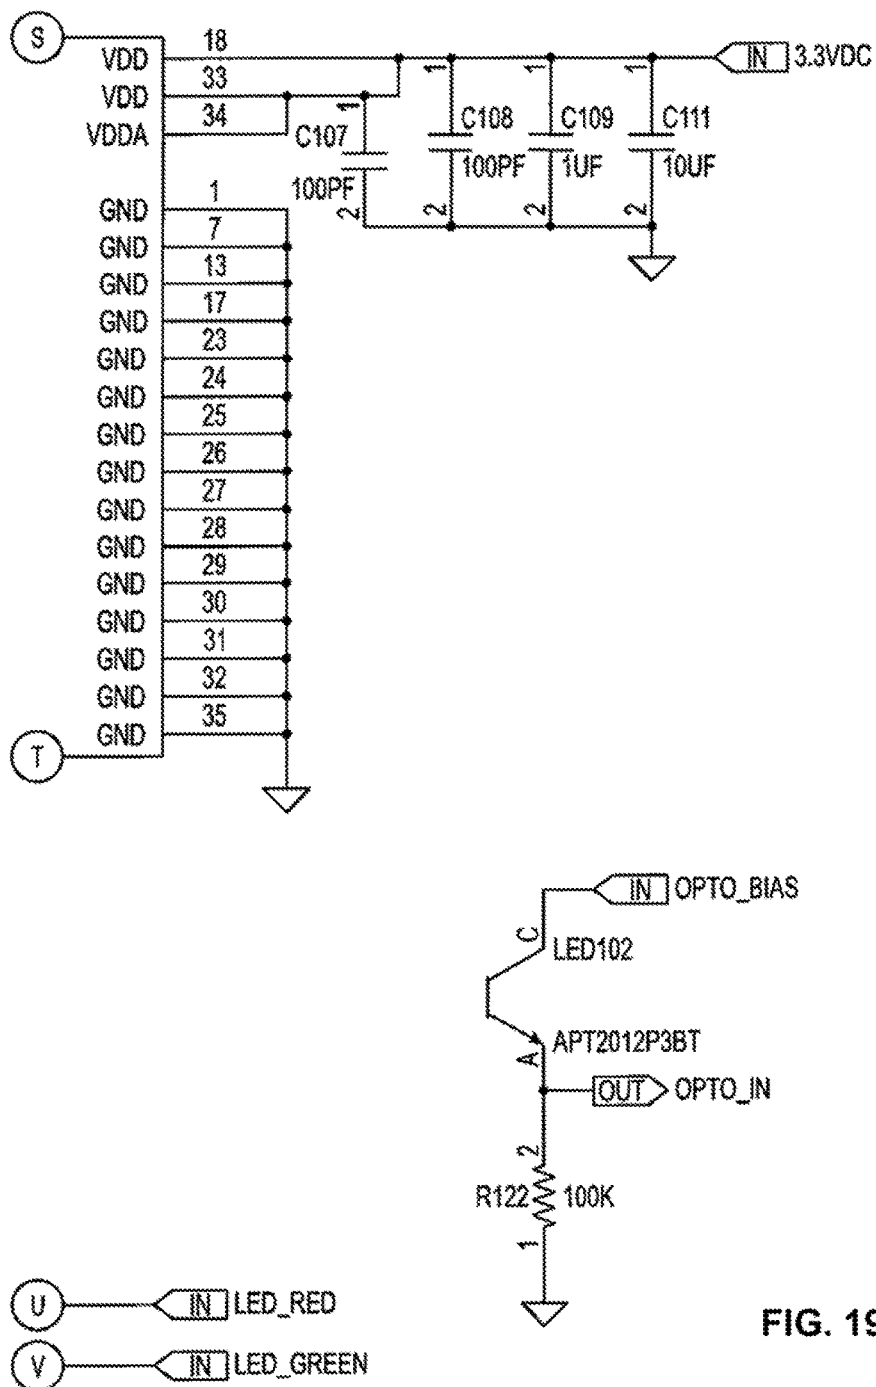 S
18
VDD
33
VDD
34
VDDA
IN 3.3VDC
1
C107
100PF
2
1
C108
100PF
2
1
C109
1UF
2
1
C111
10UF
2
1
GND
7
GND
13
GND
17
GND
23
GND
24
GND
25
GND
26
GND
27
GND
28
GND
29
GND
30
GND
31
GND
32
GND
35
GND
T
IN OPTO_BIAS
C
LED102
APT2012P3BT
A
OUT OPTO_IN
2
R122 100K
1
U IN LED_RED
V IN LED_GREEN
FIG. 19